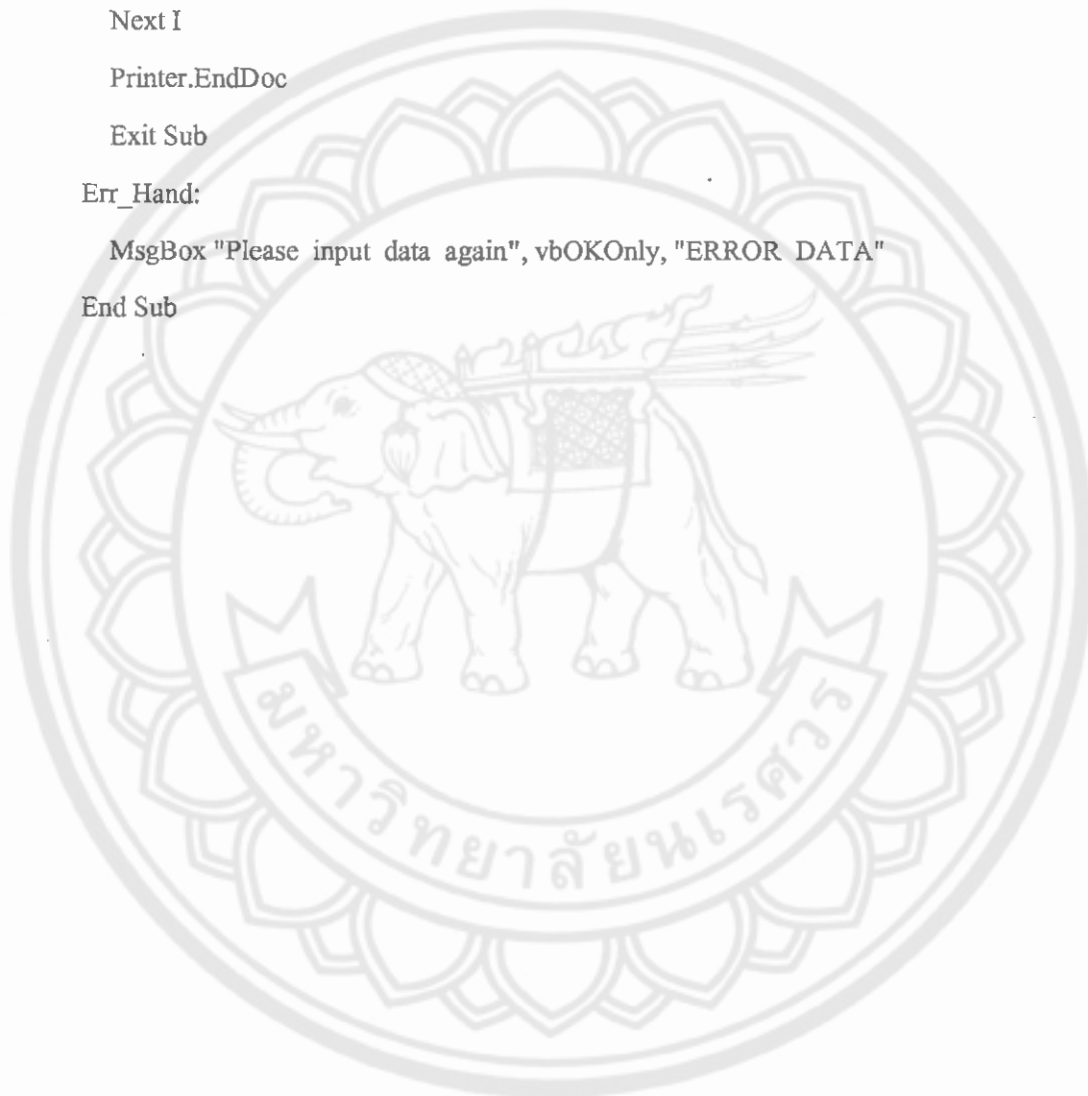 Next I
Printer.EndDoc
Exit Sub
Err_Hand:
MsgBox "Please input data again", vbOKOnly, "ERROR DATA"
End Sub
มหาวิทยาลัยนเรศวร